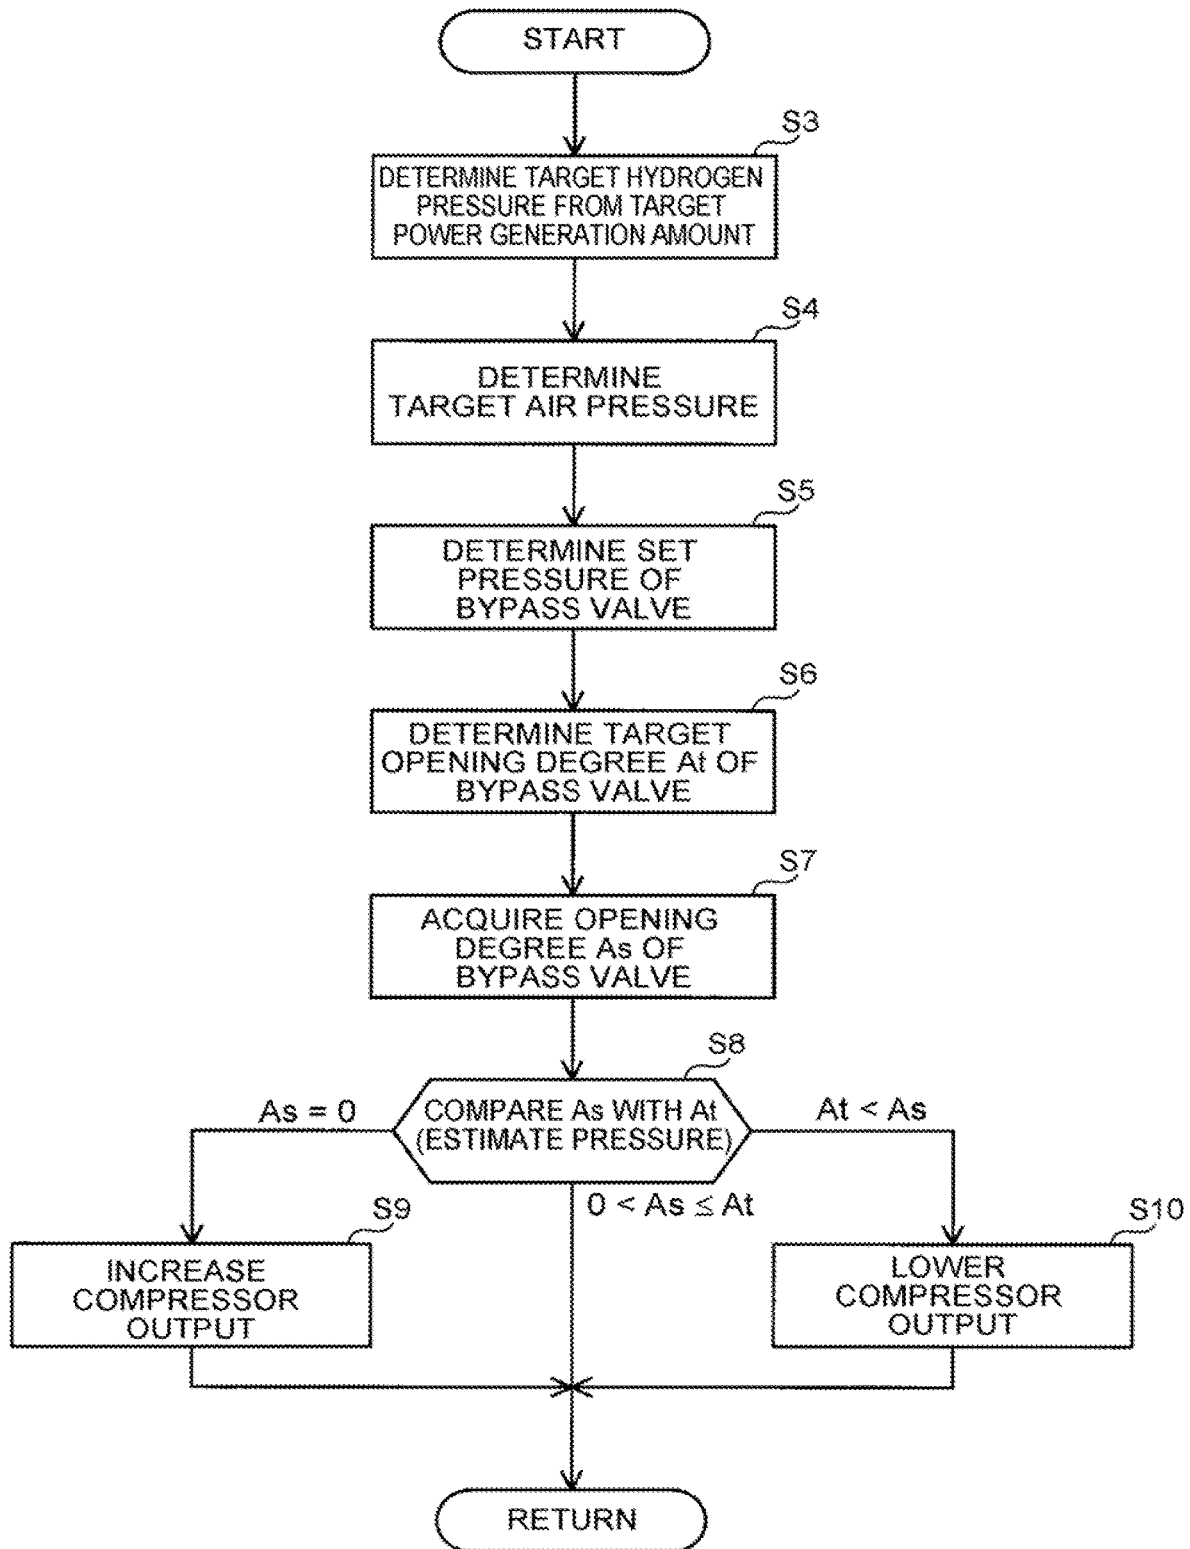 START
S3
DETERMINE TARGET HYDROGEN
PRESSURE FROM TARGET
POWER GENERATION AMOUNT
S4
DETERMINE
TARGET AIR PRESSURE
S5
DETERMINE SET
PRESSURE OF
BYPASS VALVE
S6
DETERMINE TARGET
OPENING DEGREE At OF
BYPASS VALVE
S7
ACQUIRE OPENING
DEGREE As OF
BYPASS VALVE
S8
COMPARE As WITH At
(ESTIMATE PRESSURE)
As = 0
At < As
0 < As ≤ At
S9
INCREASE
COMPRESSOR
OUTPUT
S10
LOWER
COMPRESSOR
OUTPUT
RETURN